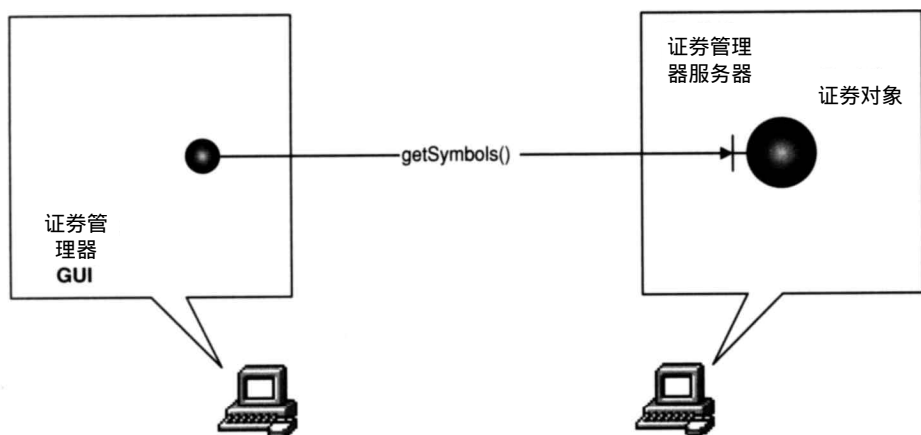 证券管
理器
GUI
getSymbols()
证券管理
器服务器
证券对象